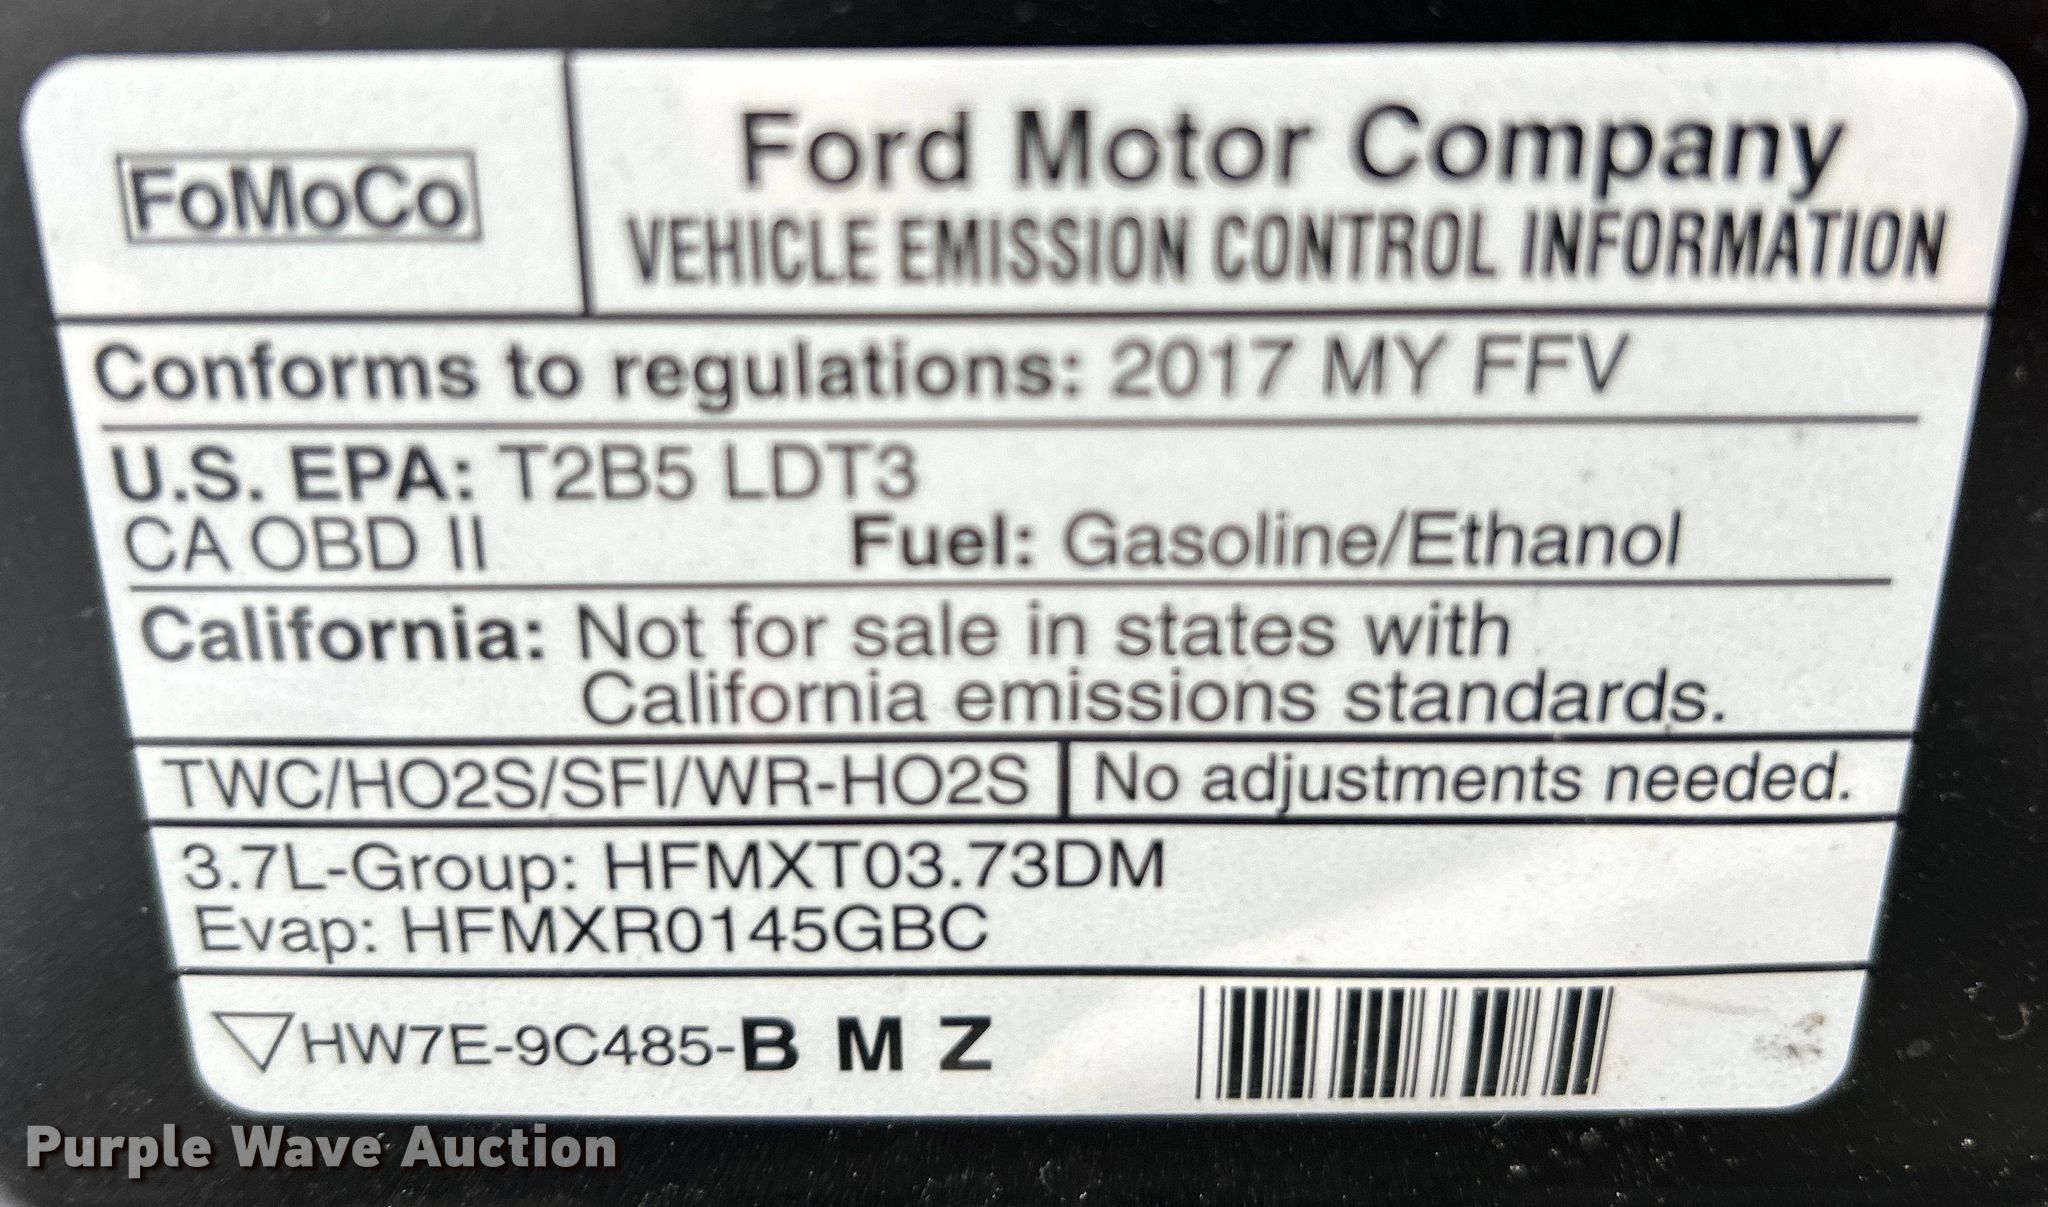 FoMoCo
Ford Motor Company
VEHICLE EMISSION CONTROL INFORMATION
Conforms to regulations: 2017 MY FFV
U.S. EPA: T2B5 LDT3
CA OBD II Fuel: Gasoline/Ethanol
California: Not for sale in states with
California emissions standards.
TWC/HO2S/SFI/WR-HO2S No adjustments needed.
3.7L-Group: HFMXT03.73DM
Evap: HFMXR0145GBC
HW7E-9C485-B M Z
Purple Wave Auction